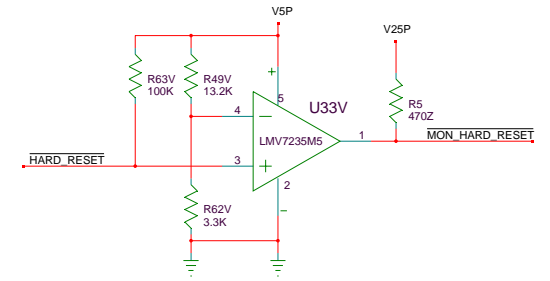 V5P
V25P
R63V
100K
R49V
13.2K
+
5
U33V
R5
470Z
4
−
LMV7235M5
1
MON_HARD_RESET
HARD_RESET
3
+
2
R62V
3.3K
−